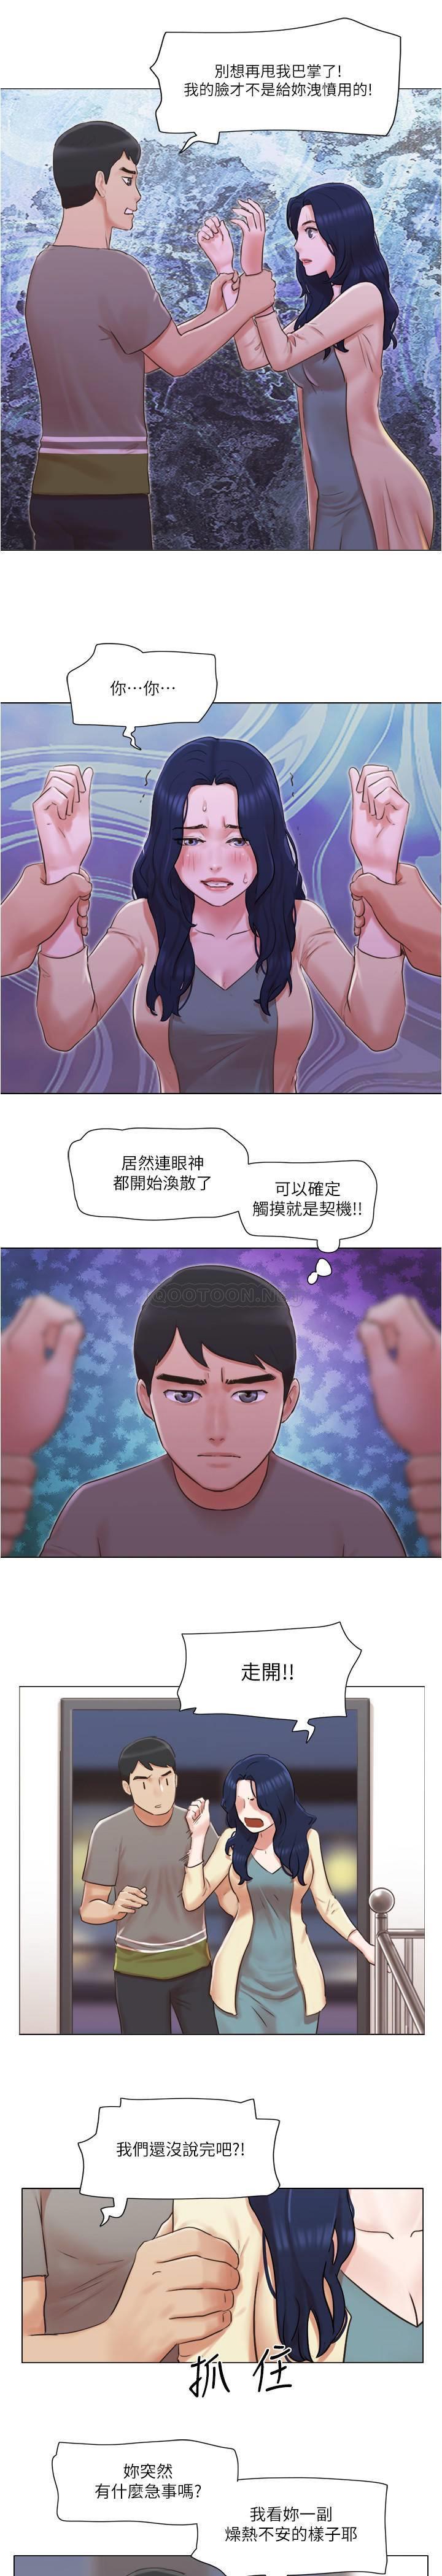 別想再甩我巴掌了!
我的臉才不是給妳洩憤用的!
你⋯你⋯
居然連眼神
都開始渙散了
可以確定
觸摸就是契機!!
QOOTOON.NET
走開!!
我們還沒說完吧?!
抓住
妳突然
有什麼急事嗎?
我看妳一副
燥熱不安的樣子耶